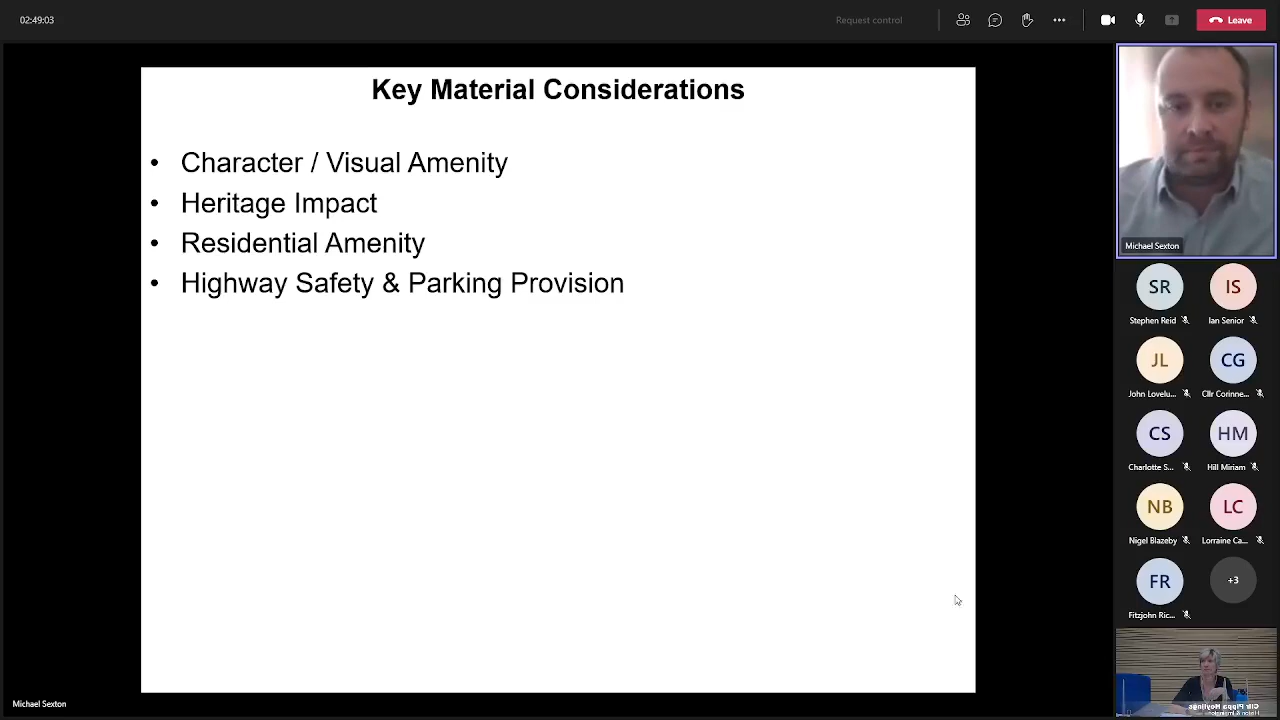 02:49:03
Request control
Leave
Key Material Considerations
• Character / Visual Amenity
• Heritage Impact
• Residential Amenity
• Highway Safety & Parking Provision
Michael Sexton
SR
IS
Stephen Reid
Ian Senior
JL
CG
John Lovelu...
Cllr Corinne...
CS
HM
Charlotte S...
Hill Miriam
NB
LC
Nigel Blazeby
Lorraine Ca...
FR
+3
Fitzjohn Ric...
Michael Sexton